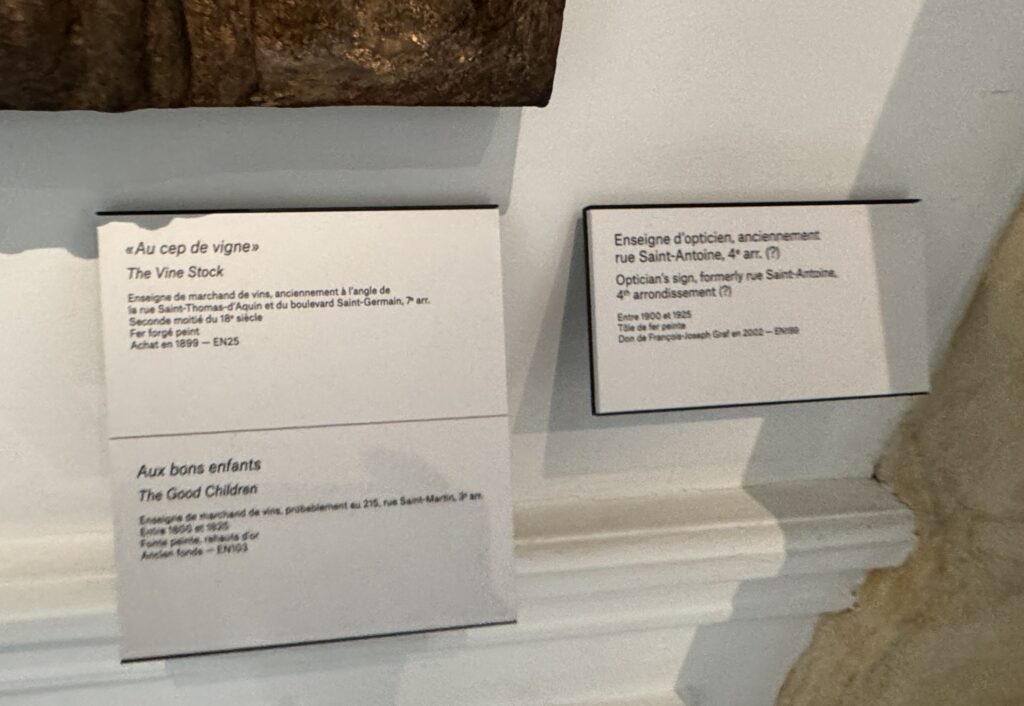 «Au cep de vigne»
The Vine Stock
Enseigne de marchand de vins, anciennement à l'angle de
la rue Saint-Thomas-d'Aquin et du boulevard Saint-Germain, 7e arr.
Seconde moitié du 18e siècle
Fer forgé peint
Achat en 1899 — EN25
Aux bons enfants
The Good Children
Enseigne de marchand de vins, probablement au 215, rue Saint-Martin, 3e arr.
Entre et 1825
Fonte peinte, rehauts d'or
Ancien fonds — EN103
Enseigne d'opticien, anciennement
rue Saint-Antoine, 4e arr. (?)
Optician's sign, formerly rue Saint-Antoine,
4th arrondissement (?)
Entre 1900 et 1925
Tôle de fer peinte
Don de François-Joseph Graf en 2002 —